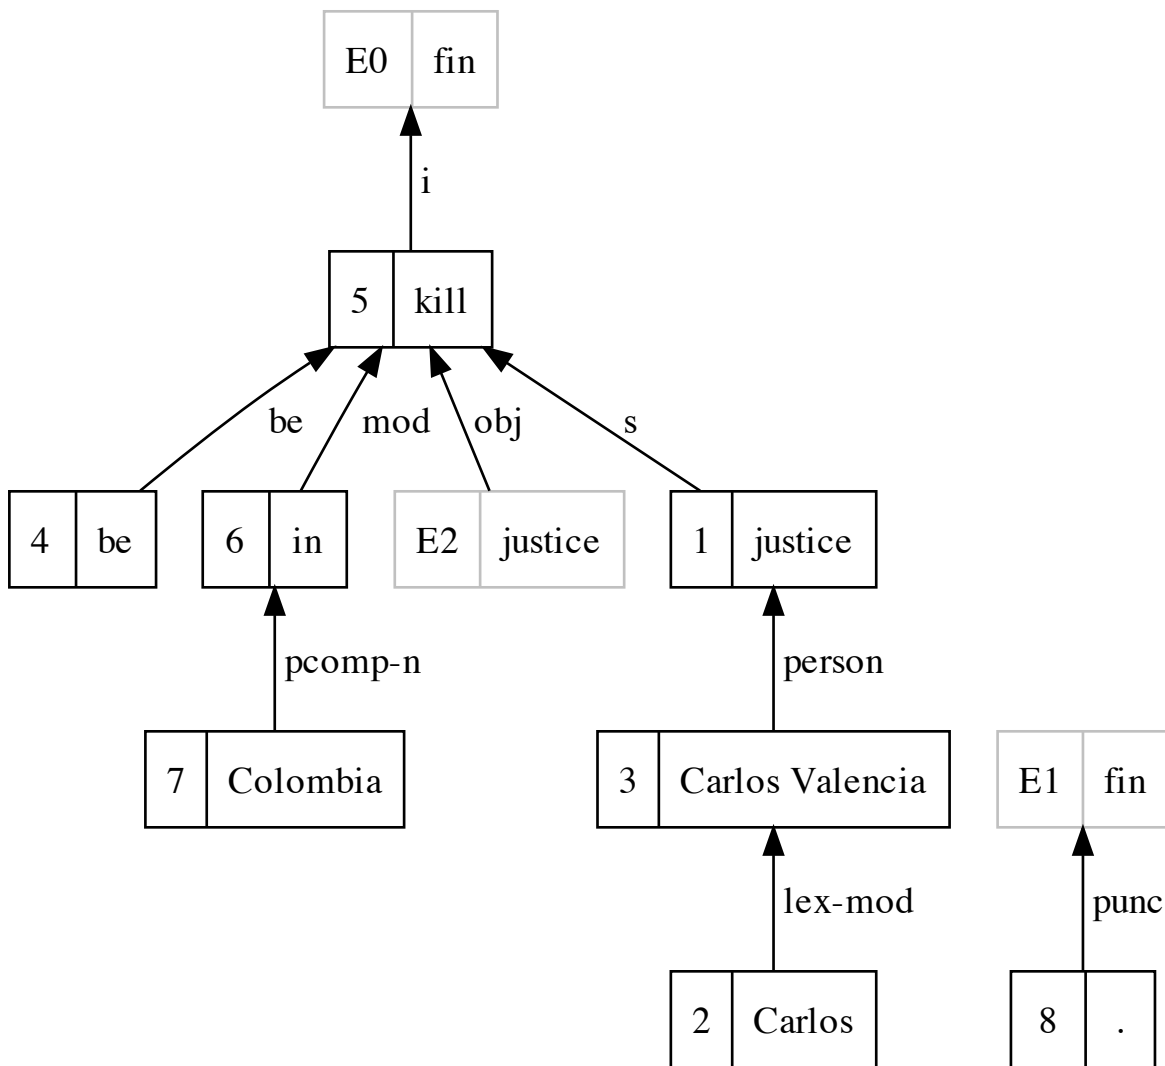 E0 fin
i
5 kill
be mod obj s
4 be 6 in E2 justice 1 justice
pcomp-n person
7 Colombia 3 Carlos Valencia E1 fin
lex-mod punc
2 Carlos 8 .